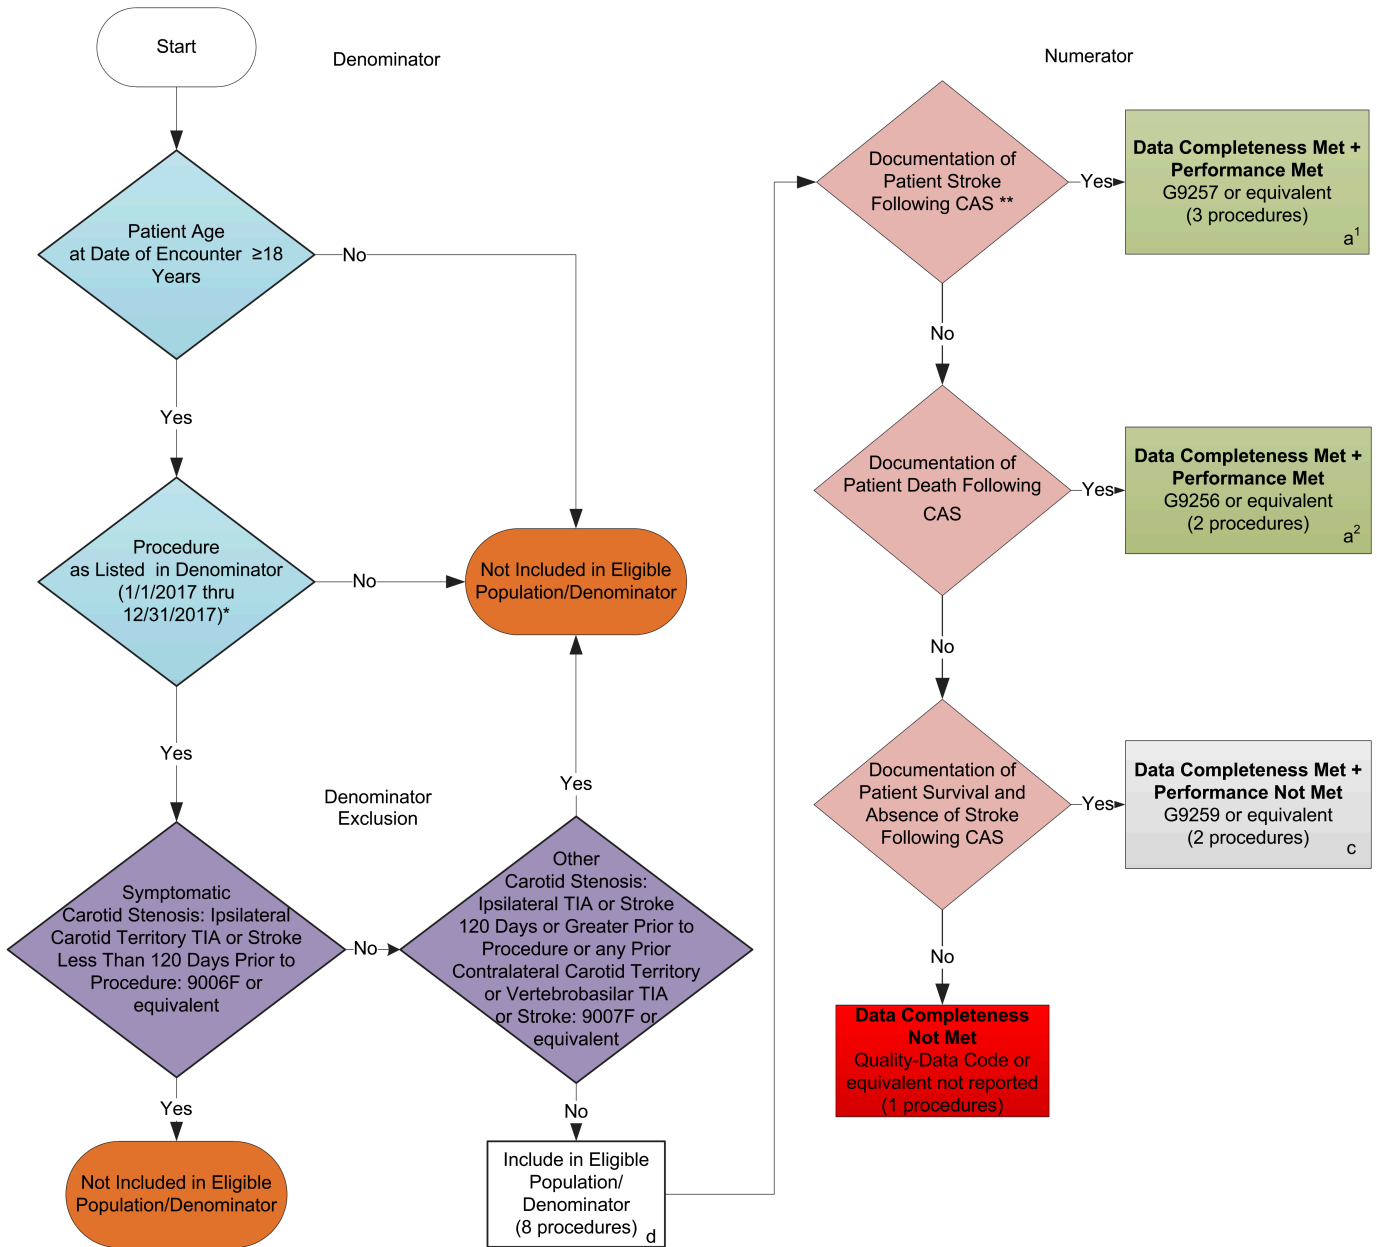 Start
Denominator
Patient Age
at Date of Encounter ≥18
Years
No
Yes
Procedure
as Listed in Denominator
(1/1/2017 thru
12/31/2017)*
No
Not Included in Eligible
Population/Denominator
Yes
Denominator
Exclusion
Yes
Symptomatic
Carotid Stenosis: Ipsilateral
Carotid Territory TIA or Stroke
Less Than 120 Days Prior to
Procedure: 9006F or
equivalent
No
Other
Carotid Stenosis:
Ipsilateral TIA or Stroke
120 Days or Greater Prior to
Procedure or any Prior
Contralateral Carotid Territory
or Vertebrobasilar TIA
or Stroke: 9007F or
equivalent
Yes
Not Included in Eligible
Population/Denominator
No
Include in Eligible
Population/
Denominator
(8 procedures)
d
Numerator
Documentation of
Patient Stroke
Following CAS **
Yes
Data Completeness Met +
Performance Met
G9257 or equivalent
(3 procedures)
a¹
No
Documentation of
Patient Death Following
CAS
Yes
Data Completeness Met +
Performance Met
G9256 or equivalent
(2 procedures)
a²
No
Documentation of
Patient Survival and
Absence of Stroke
Following CAS
Yes
Data Completeness Met +
Performance Not Met
G9259 or equivalent
(2 procedures)
c
No
Data Completeness
Not Met
Quality-Data Code or
equivalent not reported
(1 procedures)